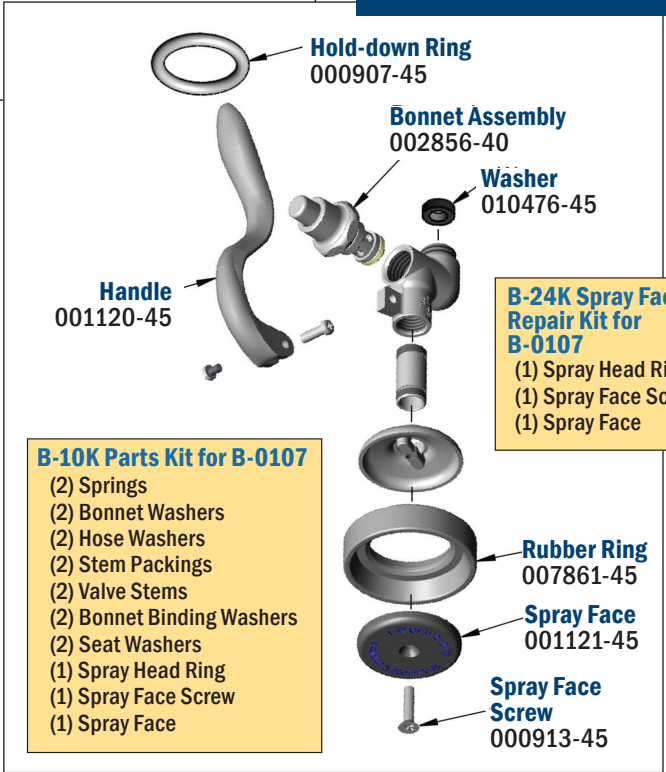 Hold-down Ring
000907-45
Bonnet Assembly
002856-40
Washer
010476-45
Handle
001120-45
B-24K Spray Fac
Repair Kit for
B-0107
(1) Spray Head Ri
(1) Spray Face Sc
(1) Spray Face
B-10K Parts Kit for B-0107
(2) Springs
(2) Bonnet Washers
(2) Hose Washers
(2) Stem Packings
(2) Valve Stems
(2) Bonnet Binding Washers
(2) Seat Washers
(1) Spray Head Ring
(1) Spray Face Screw
(1) Spray Face
Rubber Ring
007861-45
Spray Face
001121-45
Spray Face
Screw
000913-45